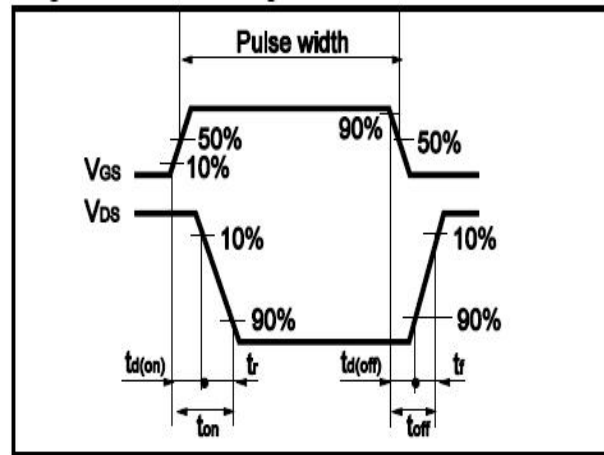 Pulse width
90%
50%
50%
10%
VGS
VDS
10%
10%
90%
90%
td(on)
tr
td(off)
tf
ton
toff